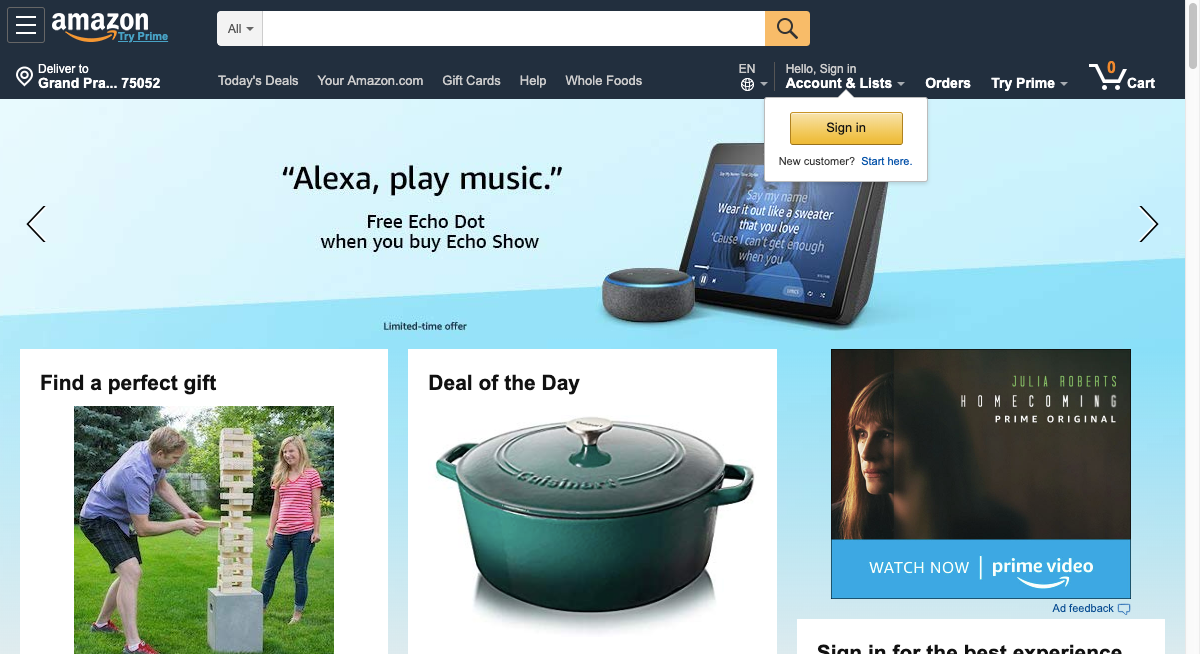 amazon
Try Prime
All
Deliver to
Grand Pra... 75052
Today's Deals
Your Amazon.com
Gift Cards
Help
Whole Foods
EN
Hello, Sign in
Account & Lists
Orders
Try Prime
0
Cart
Sign in
New customer? Start here.
“Alexa, play music.”
Free Echo Dot
when you buy Echo Show
Limited-time offer
Say my name
Wear it out like a sweater
that you love
'Cause I can't get enough
when you
LYRICS
Find a perfect gift
Deal of the Day
Cuisinart
JULIA ROBERTS
HOMECOMING
PRIME ORIGINAL
WATCH NOW | prime video
Ad feedback
Sign in for the best experience